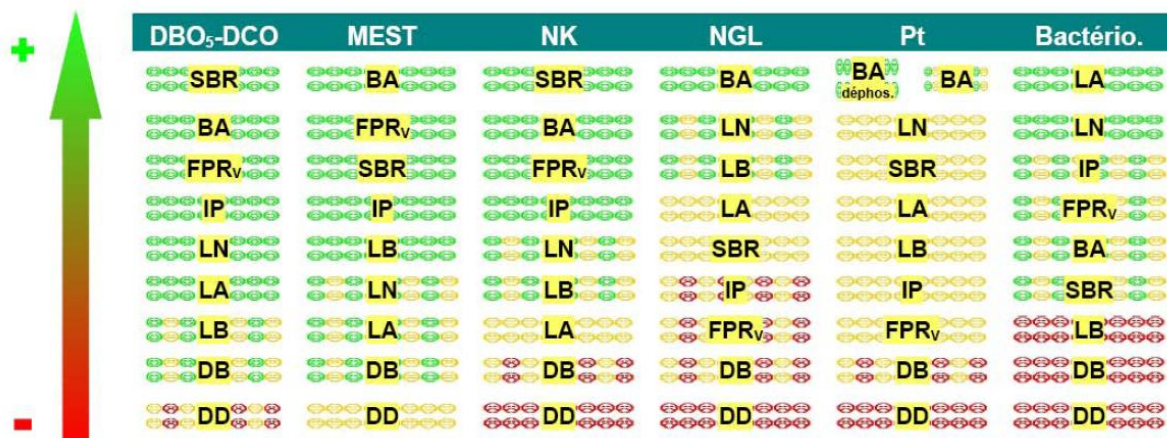 DBO₅-DCO MEST NK NGL Pt Bactério.
+
SBR BA SBR BA BA déphos. BA LA
BA FPRᵥ BA LN LN LN
FPRᵥ SBR FPRᵥ LB SBR IP
IP IP IP LA LA FPRᵥ
LN LB LN SBR LB BA
LA LN LB IP IP SBR
LB LA LA FPRᵥ FPRᵥ LB
DB DB DB DB DB DB
DD DD DD DD DD DD
-